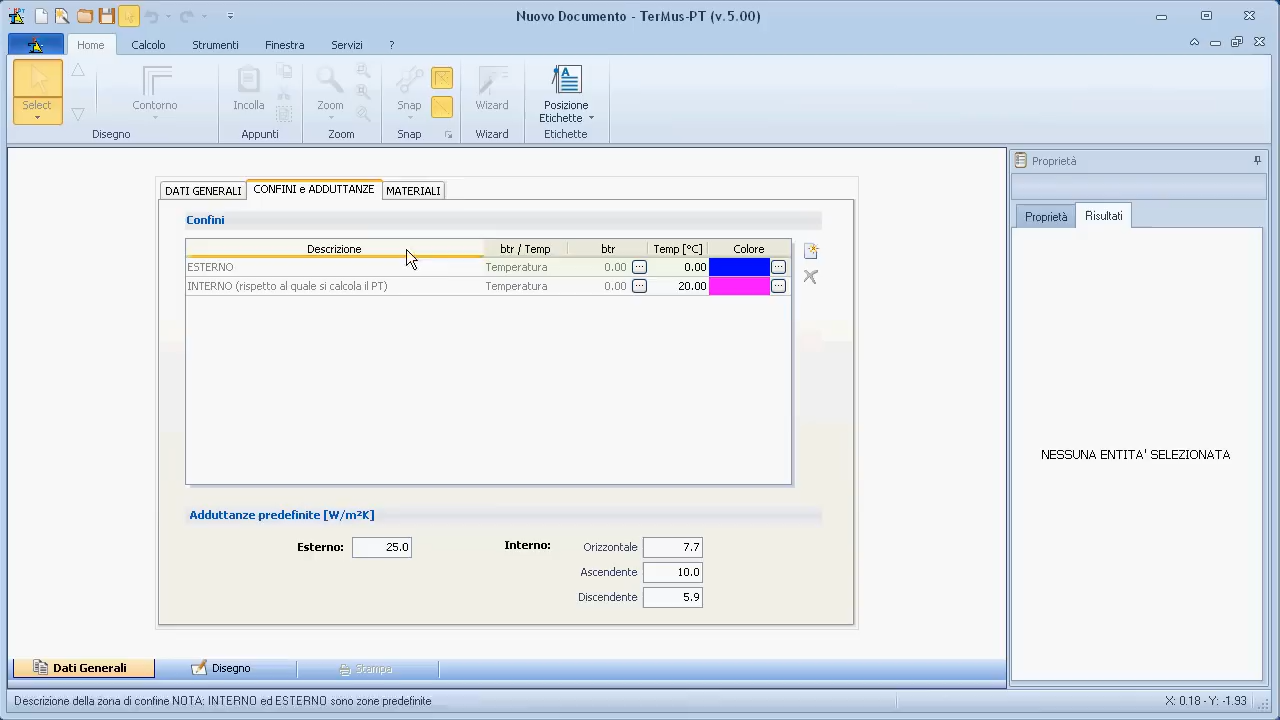 Nuovo Documento - TerMus-PT (v.5.00)
Home Calcolo Strumenti Finestra Servizi ?
Select Contorno Incolla Zoom Snap Wizard Posizione Etichette
Disegno Appunti Zoom Snap Wizard Etichette
Proprietà
DATI GENERALI CONFINI e ADDUTTANZE MATERIALI
Proprietà Risultati
Confini
Descrizione btr / Temp btr Temp [°C] Colore
ESTERNO Temperatura 0.00 ... 0.00 ...
INTERNO (rispetto al quale si calcola il PT) Temperatura 0.00 ... 20.00 ...
NESSUNA ENTITA' SELEZIONATA
Adduttanze predefinite [W/m²K]
Esterno: 25.0 Interno: Orizzontale 7.7
Ascendente 10.0
Discendente 5.9
Dati Generali Disegno Stampa
Descrizione della zona di confine NOTA: INTERNO ed ESTERNO sono zone predefinite X: 0.18 - Y: -1.93